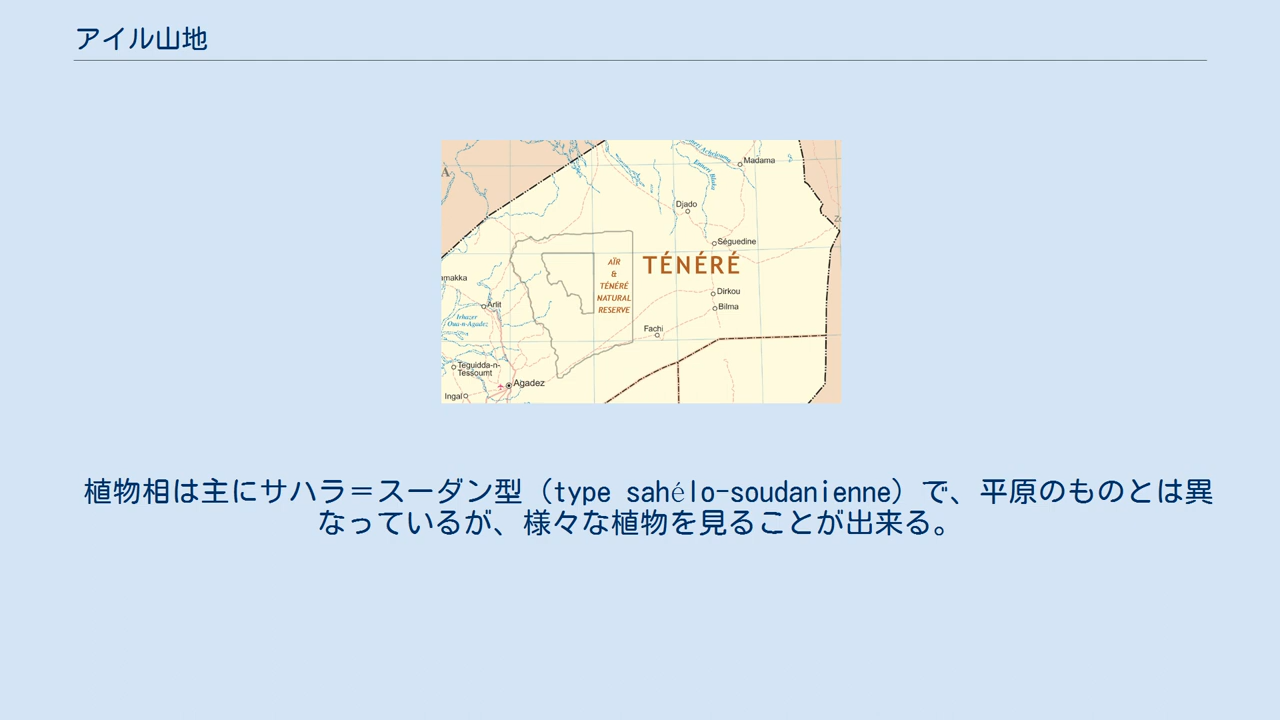 アイル山地
Madama
Djado
Séguedine
TÉNÉRÉ
AÏR
&
TÉNÉRÉ
NATURAL
RESERVE
Dirkou
Bilma
Arlit
Irhazer
Oua-n-Agadez
Fachi
Teguidda-n-
Tessoumt
Agadez
Ingal
植物相は主にサハラ=スーダン型(type sahélo-soudanienne)で、平原のものとは異
なっているが、様々な植物を見ることが出来る。